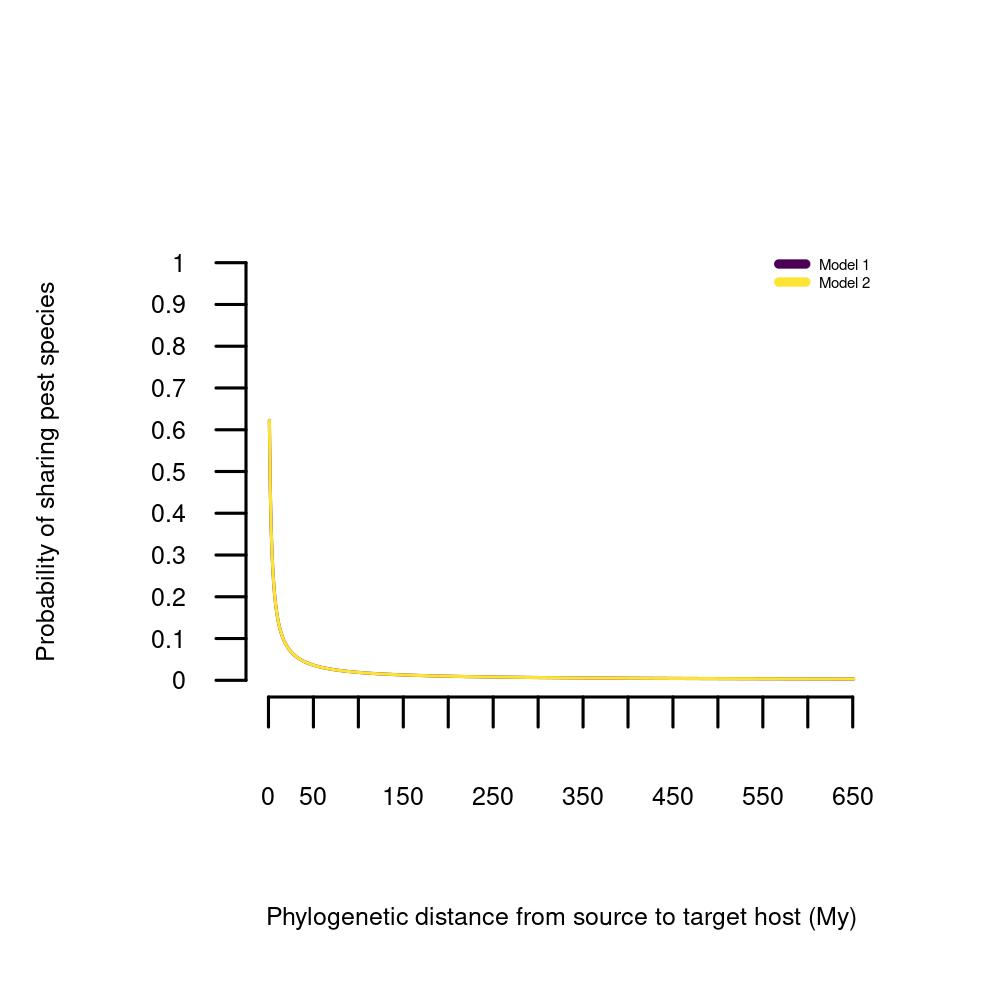 Model 1
Model 2
Probability of sharing pest species
1
0.9
0.8
0.7
0.6
0.5
0.4
0.3
0.2
0.1
0
0 50 150 250 350 450 550 650
Phylogenetic distance from source to target host (My)